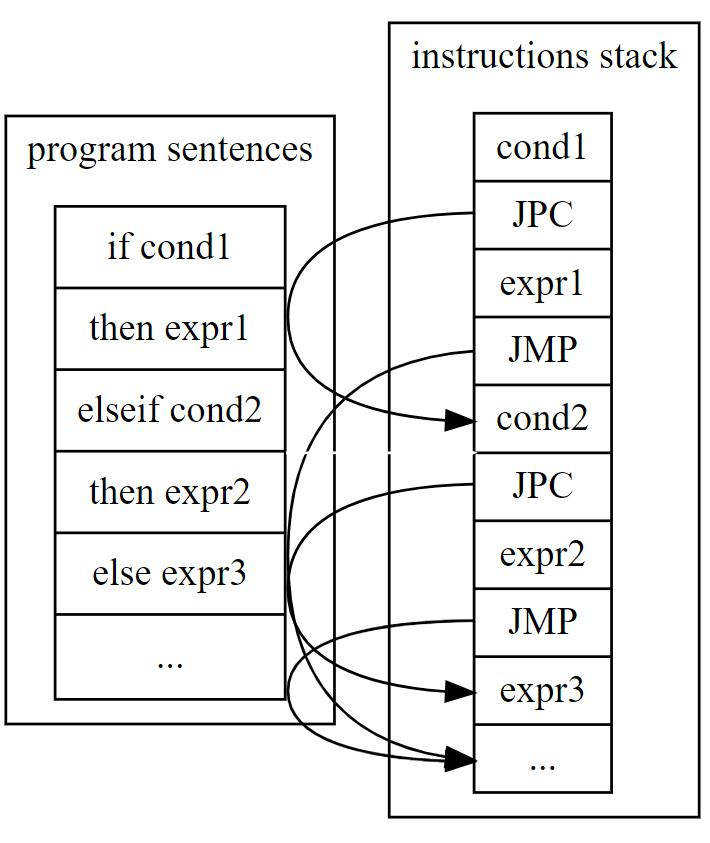 program sentences
if cond1
then expr1
elseif cond2
then expr2
else expr3
...
instructions stack
cond1
JPC
expr1
JMP
cond2
JPC
expr2
JMP
expr3
...